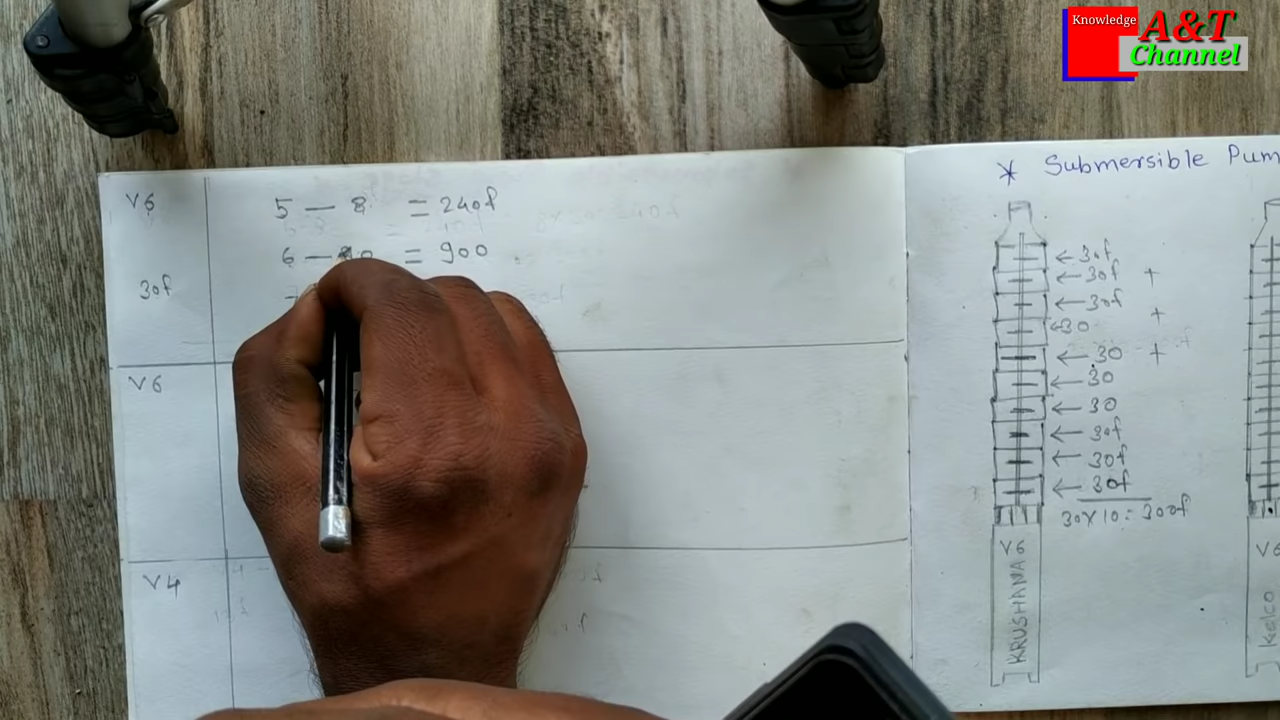 Knowledge
A&T
Channel
V6
5 — 8 = 240f
6 — = 900
30f
V6
V4
* Submersible Pum
← 30f
← 30f +
← 30f
←30 +
← 30 +
← 30
← 30
← 30f
← 30f
← 30f
30×10 = 300f
V6
KRUSHANA
V6
Kelco